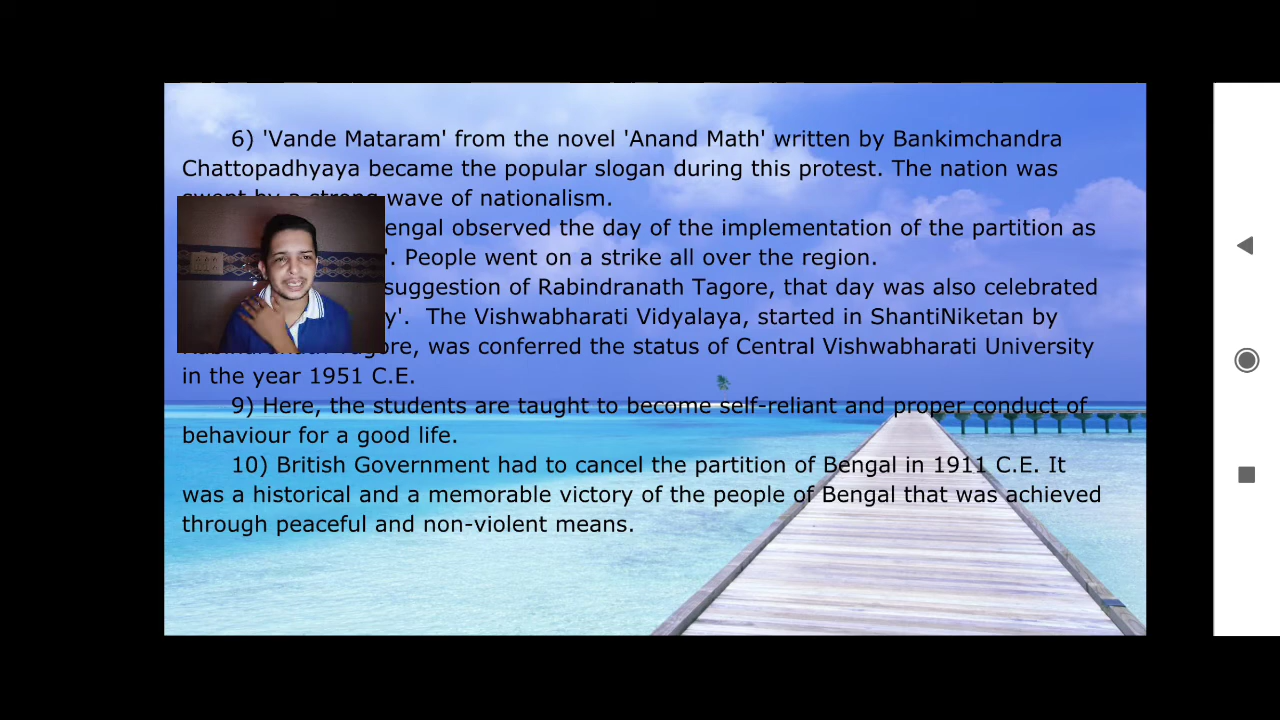 6) 'Vande Mataram' from the novel 'Anand Math' written by Bankimchandra
Chattopadhyaya became the popular slogan during this protest. The nation was
swept by a strong wave of nationalism.
engal observed the day of the implementation of the partition as
'. People went on a strike all over the region.
suggestion of Rabindranath Tagore, that day was also celebrated
y'. The Vishwabharati Vidyalaya, started in ShantiNiketan by
Tagore, was conferred the status of Central Vishwabharati University
in the year 1951 C.E.
9) Here, the students are taught to become self-reliant and proper conduct of
behaviour for a good life.
10) British Government had to cancel the partition of Bengal in 1911 C.E. It
was a historical and a memorable victory of the people of Bengal that was achieved
through peaceful and non-violent means.